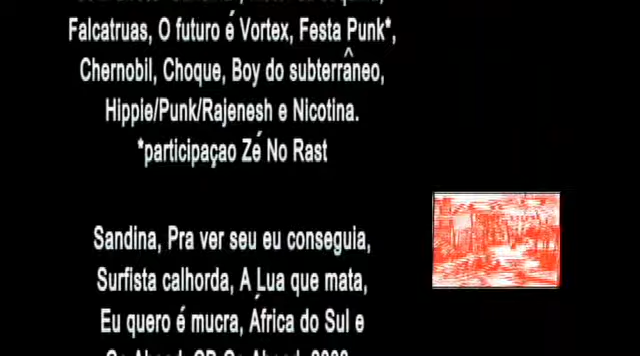 Falcatruas, O futuro é Vortex, Festa Punk*,
Chernobil, Choque, Boy do subterrâneo,
Hippie/Punk/Rajenesh e Nicotina.
*participaçao Zé No Rast
Sandina, Pra ver seu eu conseguia,
Surfista calhorda, A Lua que mata,
Eu quero é mucra, África do Sul e